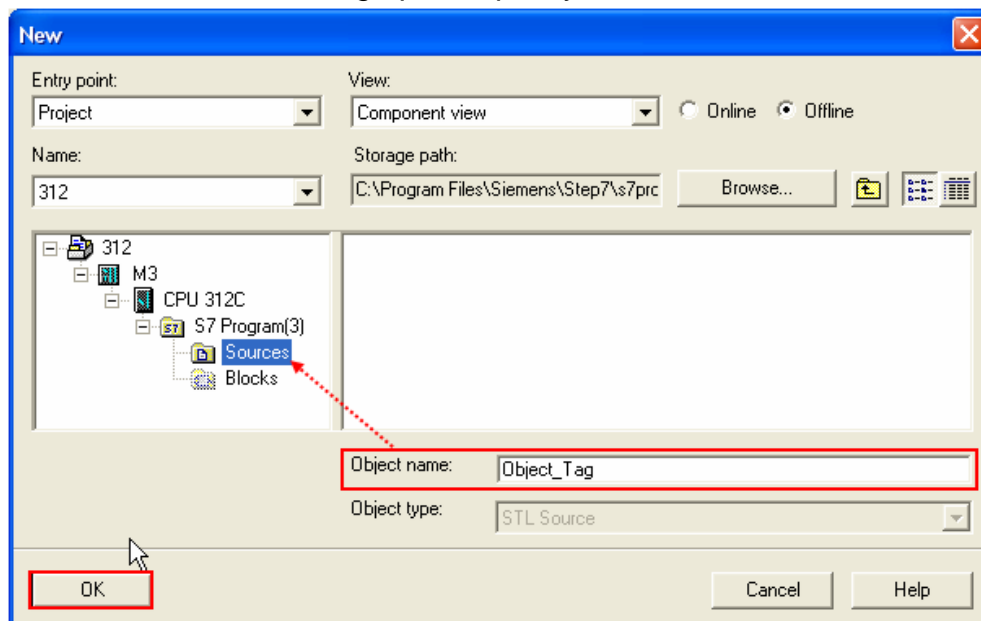 New
Entry point:
View:
Project
Component view
Online
Offline
Name:
Storage path:
312
C:\Program Files\Siemens\Step7\s7prc
Browse...
312
M3
CPU 312C
S7 Program(3)
Sources
Blocks
Object name:
Object_Tag
Object type:
STL Source
OK
Cancel
Help